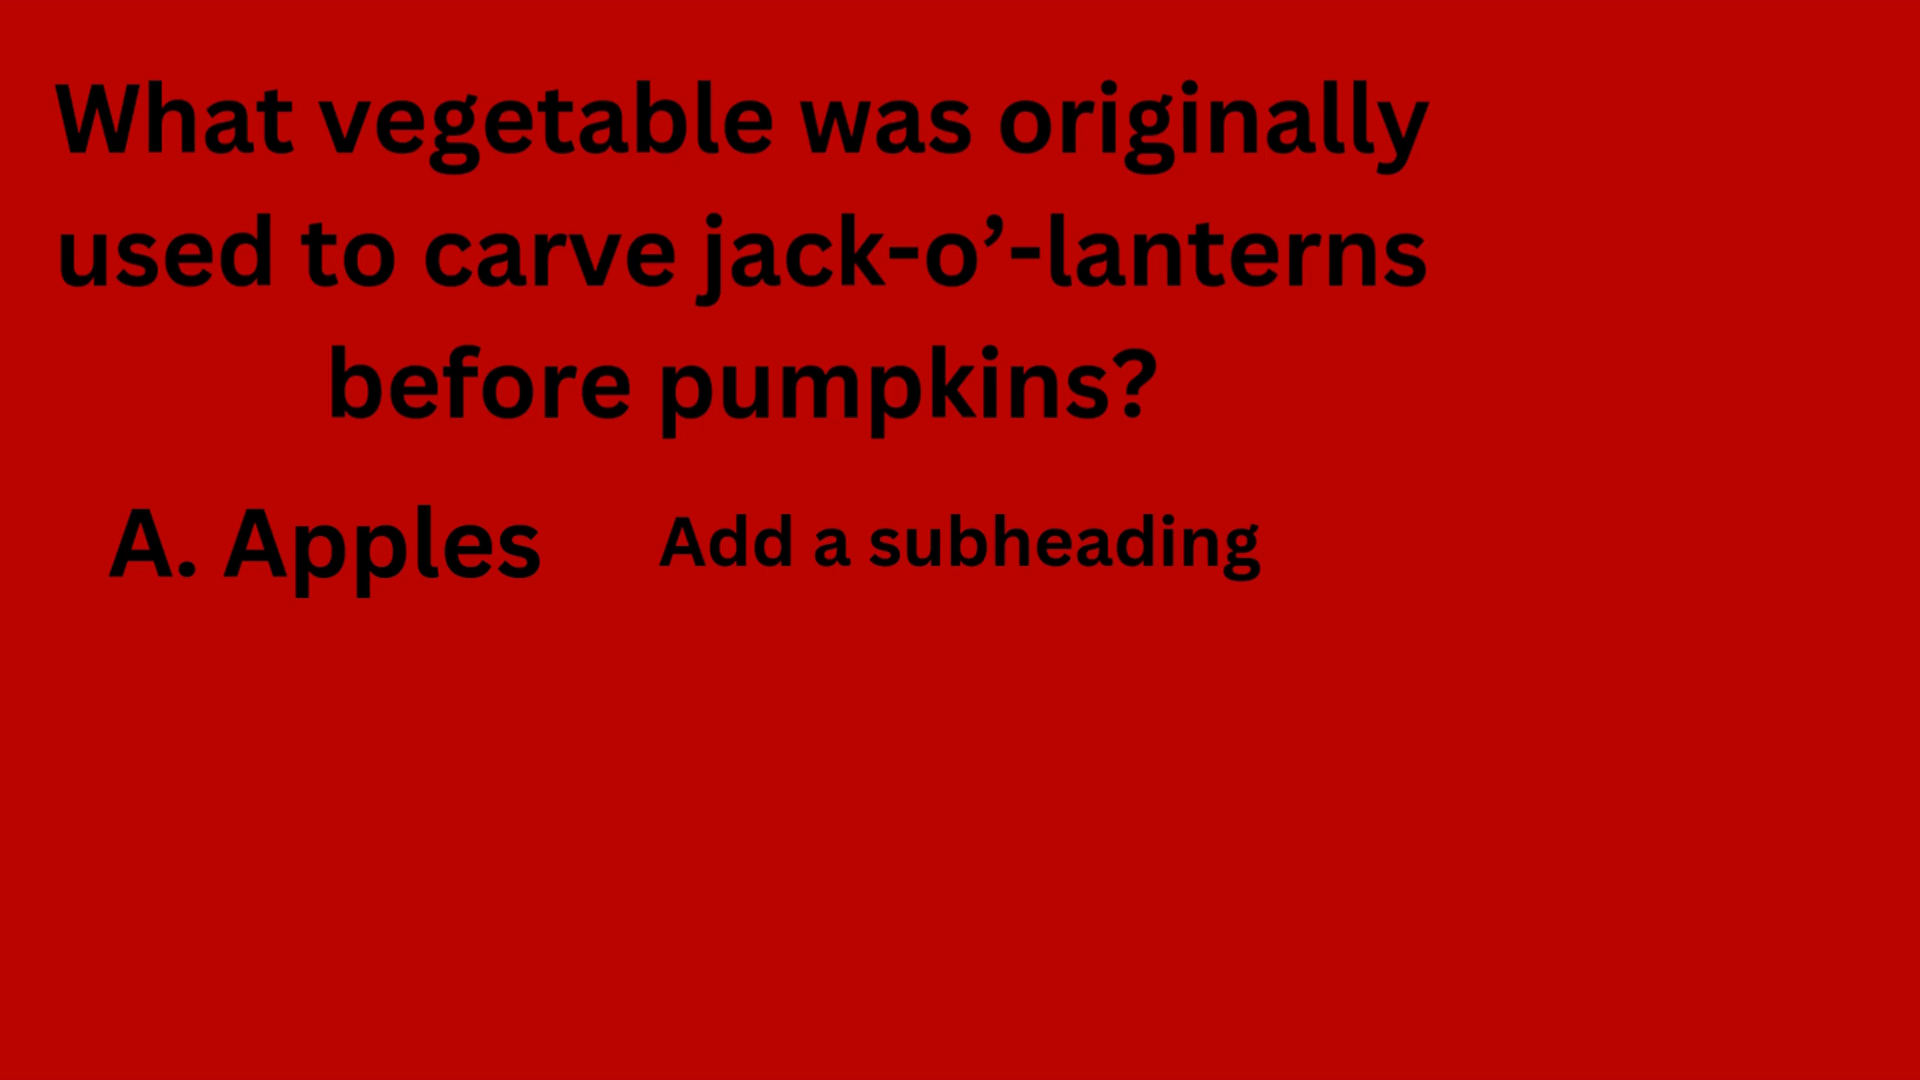 What vegetable was originally
used to carve jack-o’-lanterns
before pumpkins?
A. Apples
Add a subheading